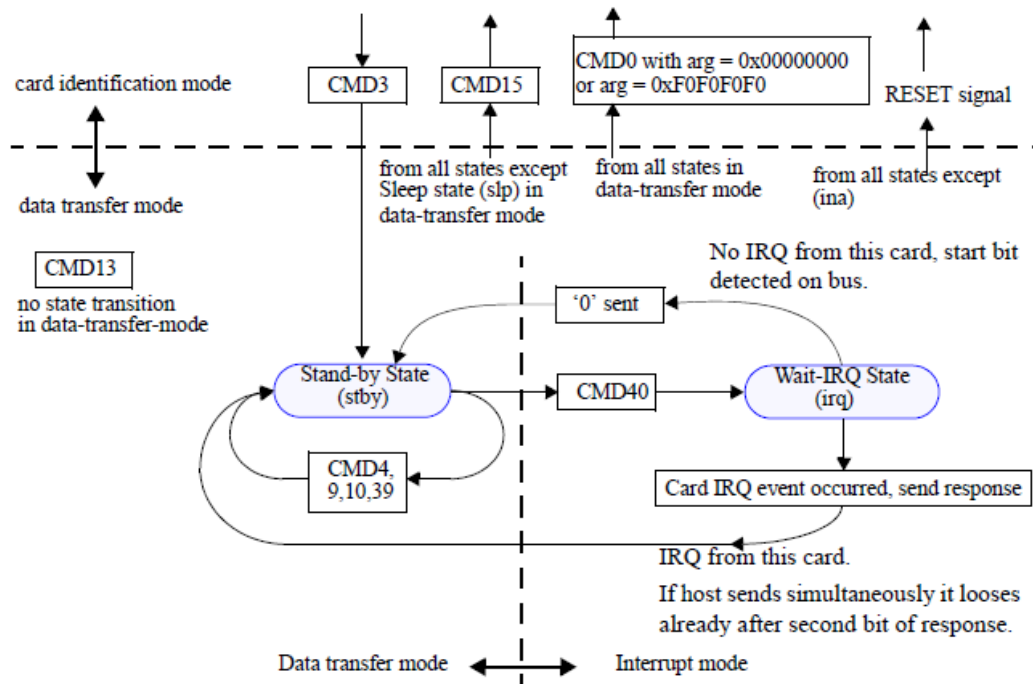 card identification mode
CMD3
CMD15
CMD0 with arg = 0x00000000
or arg = 0xF0F0F0F0
RESET signal
data transfer mode
from all states except
Sleep state (slp) in
data-transfer mode
from all states in
data-transfer mode
from all states except
(ina)
CMD13
no state transition
in data-transfer-mode
No IRQ from this card, start bit
detected on bus.
‘0’ sent
Stand-by State
(stby)
CMD40
Wait-IRQ State
(irq)
CMD4,
9,10,39
Card IRQ event occurred, send response
IRQ from this card.
If host sends simultaneously it looses
already after second bit of response.
Data transfer mode
Interrupt mode